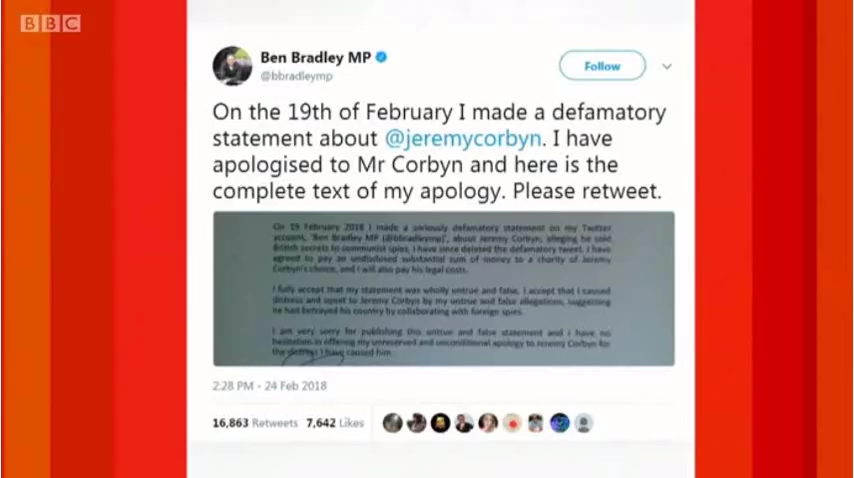 BBC
Ben Bradley MP
@bbradleymp
Follow
On the 19th of February I made a defamatory
statement about @jeremycorbyn. I have
apologised to Mr Corbyn and here is the
complete text of my apology. Please retweet.
On 19 February 2018 I made a seriously defamatory statement on my Twitter
account, 'Ben Bradley MP (@bbradleymp)', about Jeremy Corbyn, alleging he sold
British secrets to communist spies. I have since deleted the defamatory tweet. I have
agreed to pay an undisclosed substantial sum of money to a charity of Jeremy
Corbyn's choice, and I will also pay his legal costs.
I fully accept that my statement was wholly untrue and false. I accept that I caused
distress and upset to Jeremy Corbyn by my untrue and false allegations, suggesting
he had betrayed his country by collaborating with foreign spies.
I am very sorry for publishing this untrue and false statement and I have no
hesitation in offering my unreserved and unconditional apology to Jeremy Corbyn for
the distress I have caused him.
2:28 PM - 24 Feb 2018
16,863 Retweets 7,642 Likes